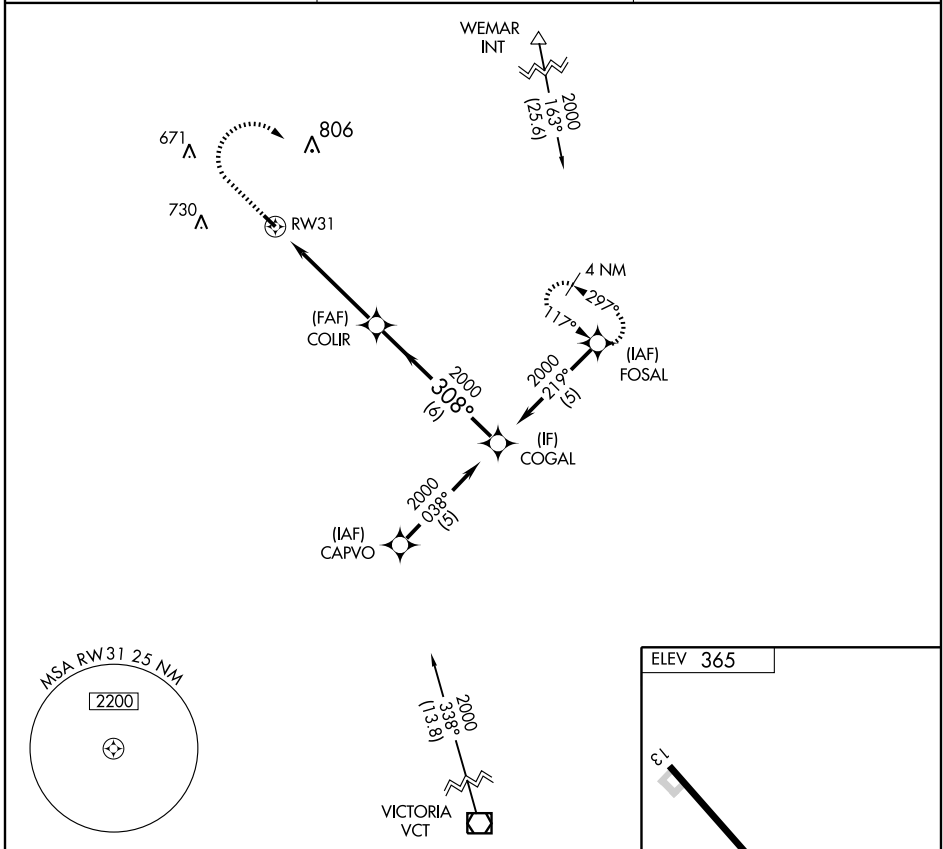 WEMAR
INT
2000
163°
(25.6)
671
806
730
RW31
4 NM
297°
117°
(FAF)
COLIR
(IAF)
FOSAL
2000
219°
(5)
2000
308°
(6)
(IF)
COGAL
2000
038°
(5)
(IAF)
CAPVO
MSA RW31 25 NM
2200
2000
338°
(13.8)
VICTORIA
VCT
ELEV 365
13